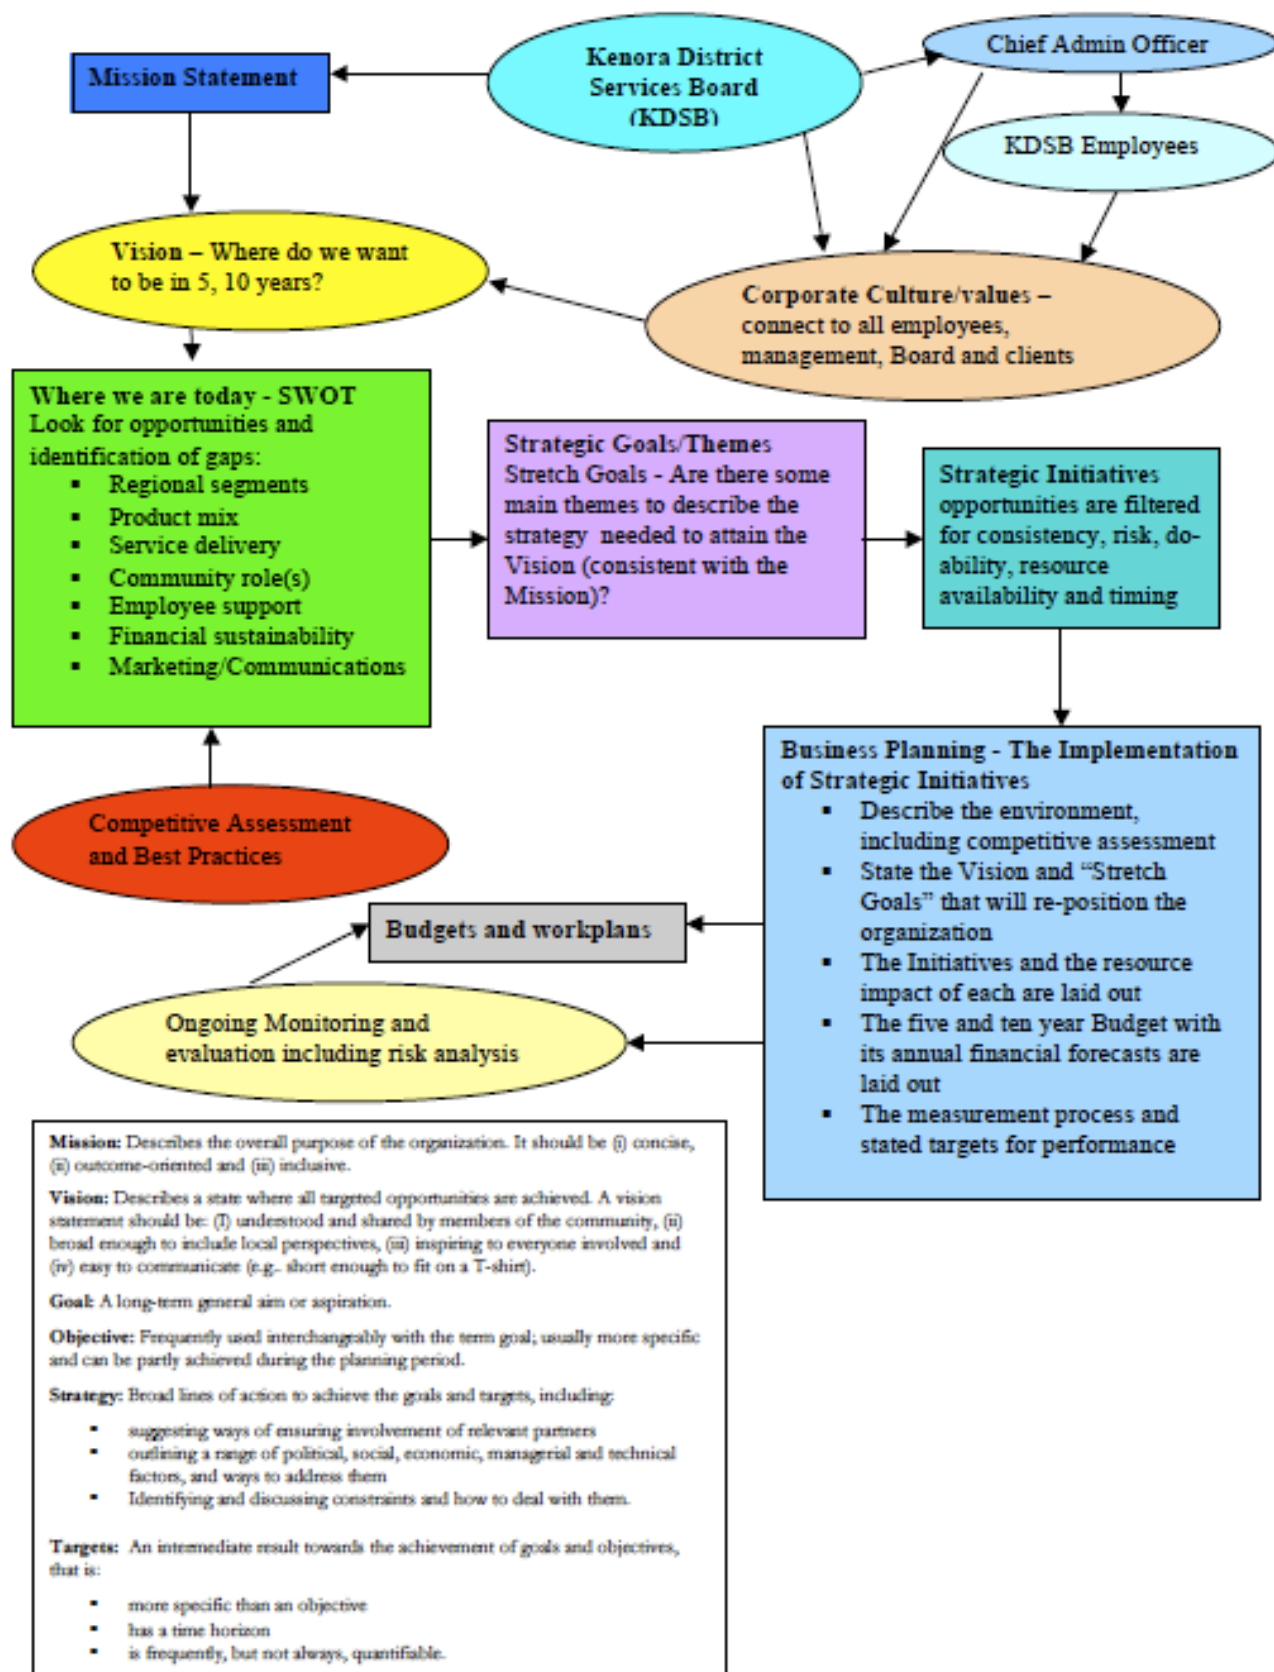 Mission Statement
Kenora District
Services Board
(KDSB)
Chief Admin Officer
KDSB Employees
Vision – Where do we want
to be in 5, 10 years?
Corporate Culture/values –
connect to all employees,
management, Board and clients
Where we are today - SWOT
Look for opportunities and
identification of gaps:
▪ Regional segments
▪ Product mix
▪ Service delivery
▪ Community role(s)
▪ Employee support
▪ Financial sustainability
▪ Marketing/Communications
Strategic Goals/Themes
Stretch Goals - Are there some
main themes to describe the
strategy needed to attain the
Vision (consistent with the
Mission)?
Strategic Initiatives
opportunities are filtered
for consistency, risk, do-
ability, resource
availability and timing
Competitive Assessment
and Best Practices
Business Planning - The Implementation
of Strategic Initiatives
▪ Describe the environment,
including competitive assessment
▪ State the Vision and “Stretch
Goals” that will re-position the
organization
▪ The Initiatives and the resource
impact of each are laid out
▪ The five and ten year Budget with
its annual financial forecasts are
laid out
▪ The measurement process and
stated targets for performance
Budgets and workplans
Ongoing Monitoring and
evaluation including risk analysis
Mission: Describes the overall purpose of the organization. It should be (i) concise,
(ii) outcome-oriented and (iii) inclusive.
Vision: Describes a state where all targeted opportunities are achieved. A vision
statement should be: (I) understood and shared by members of the community, (ii)
broad enough to include local perspectives, (iii) inspiring to everyone involved and
(iv) easy to communicate (e.g.. short enough to fit on a T-shirt).
Goal: A long-term general aim or aspiration.
Objective: Frequently used interchangeably with the term goal; usually more specific
and can be partly achieved during the planning period.
Strategy: Broad lines of action to achieve the goals and targets, including:
▪ suggesting ways of ensuring involvement of relevant partners
▪ outlining a range of political, social, economic, managerial and technical
factors, and ways to address them
▪ Identifying and discussing constraints and how to deal with them.
Targets: An intermediate result towards the achievement of goals and objectives,
that is:
▪ more specific than an objective
▪ has a time horizon
▪ is frequently, but not always, quantifiable.